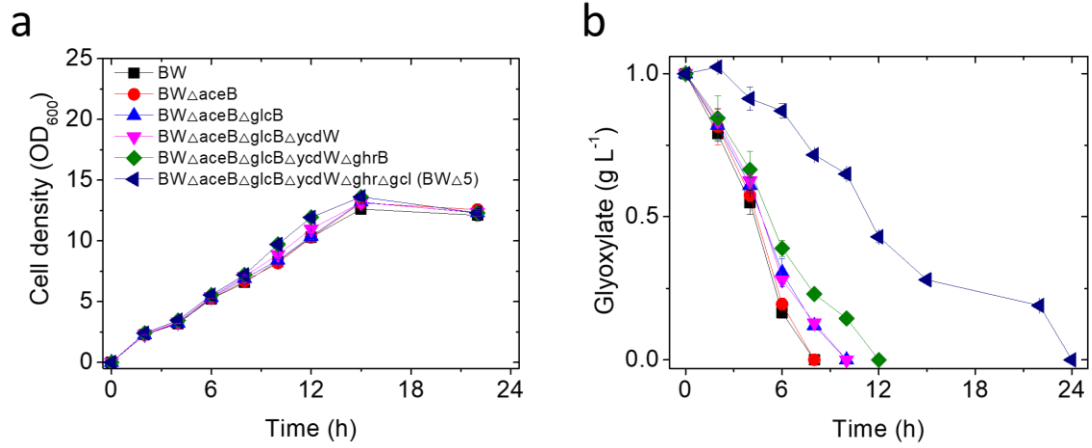 a
25
20
15
10
5
0
Cell density (OD600)
BW
BW△aceB
BW△aceB△glcB
BW△aceB△glcB△ycdW
BW△aceB△glcB△ycdW△ghrB
BW△aceB△glcB△ycdW△ghr△gcl (BW△5)
0 6 12 18 24
Time (h)
b
1.0
0.5
0.0
Glyoxylate (g L-1)
0 6 12 18 24
Time (h)